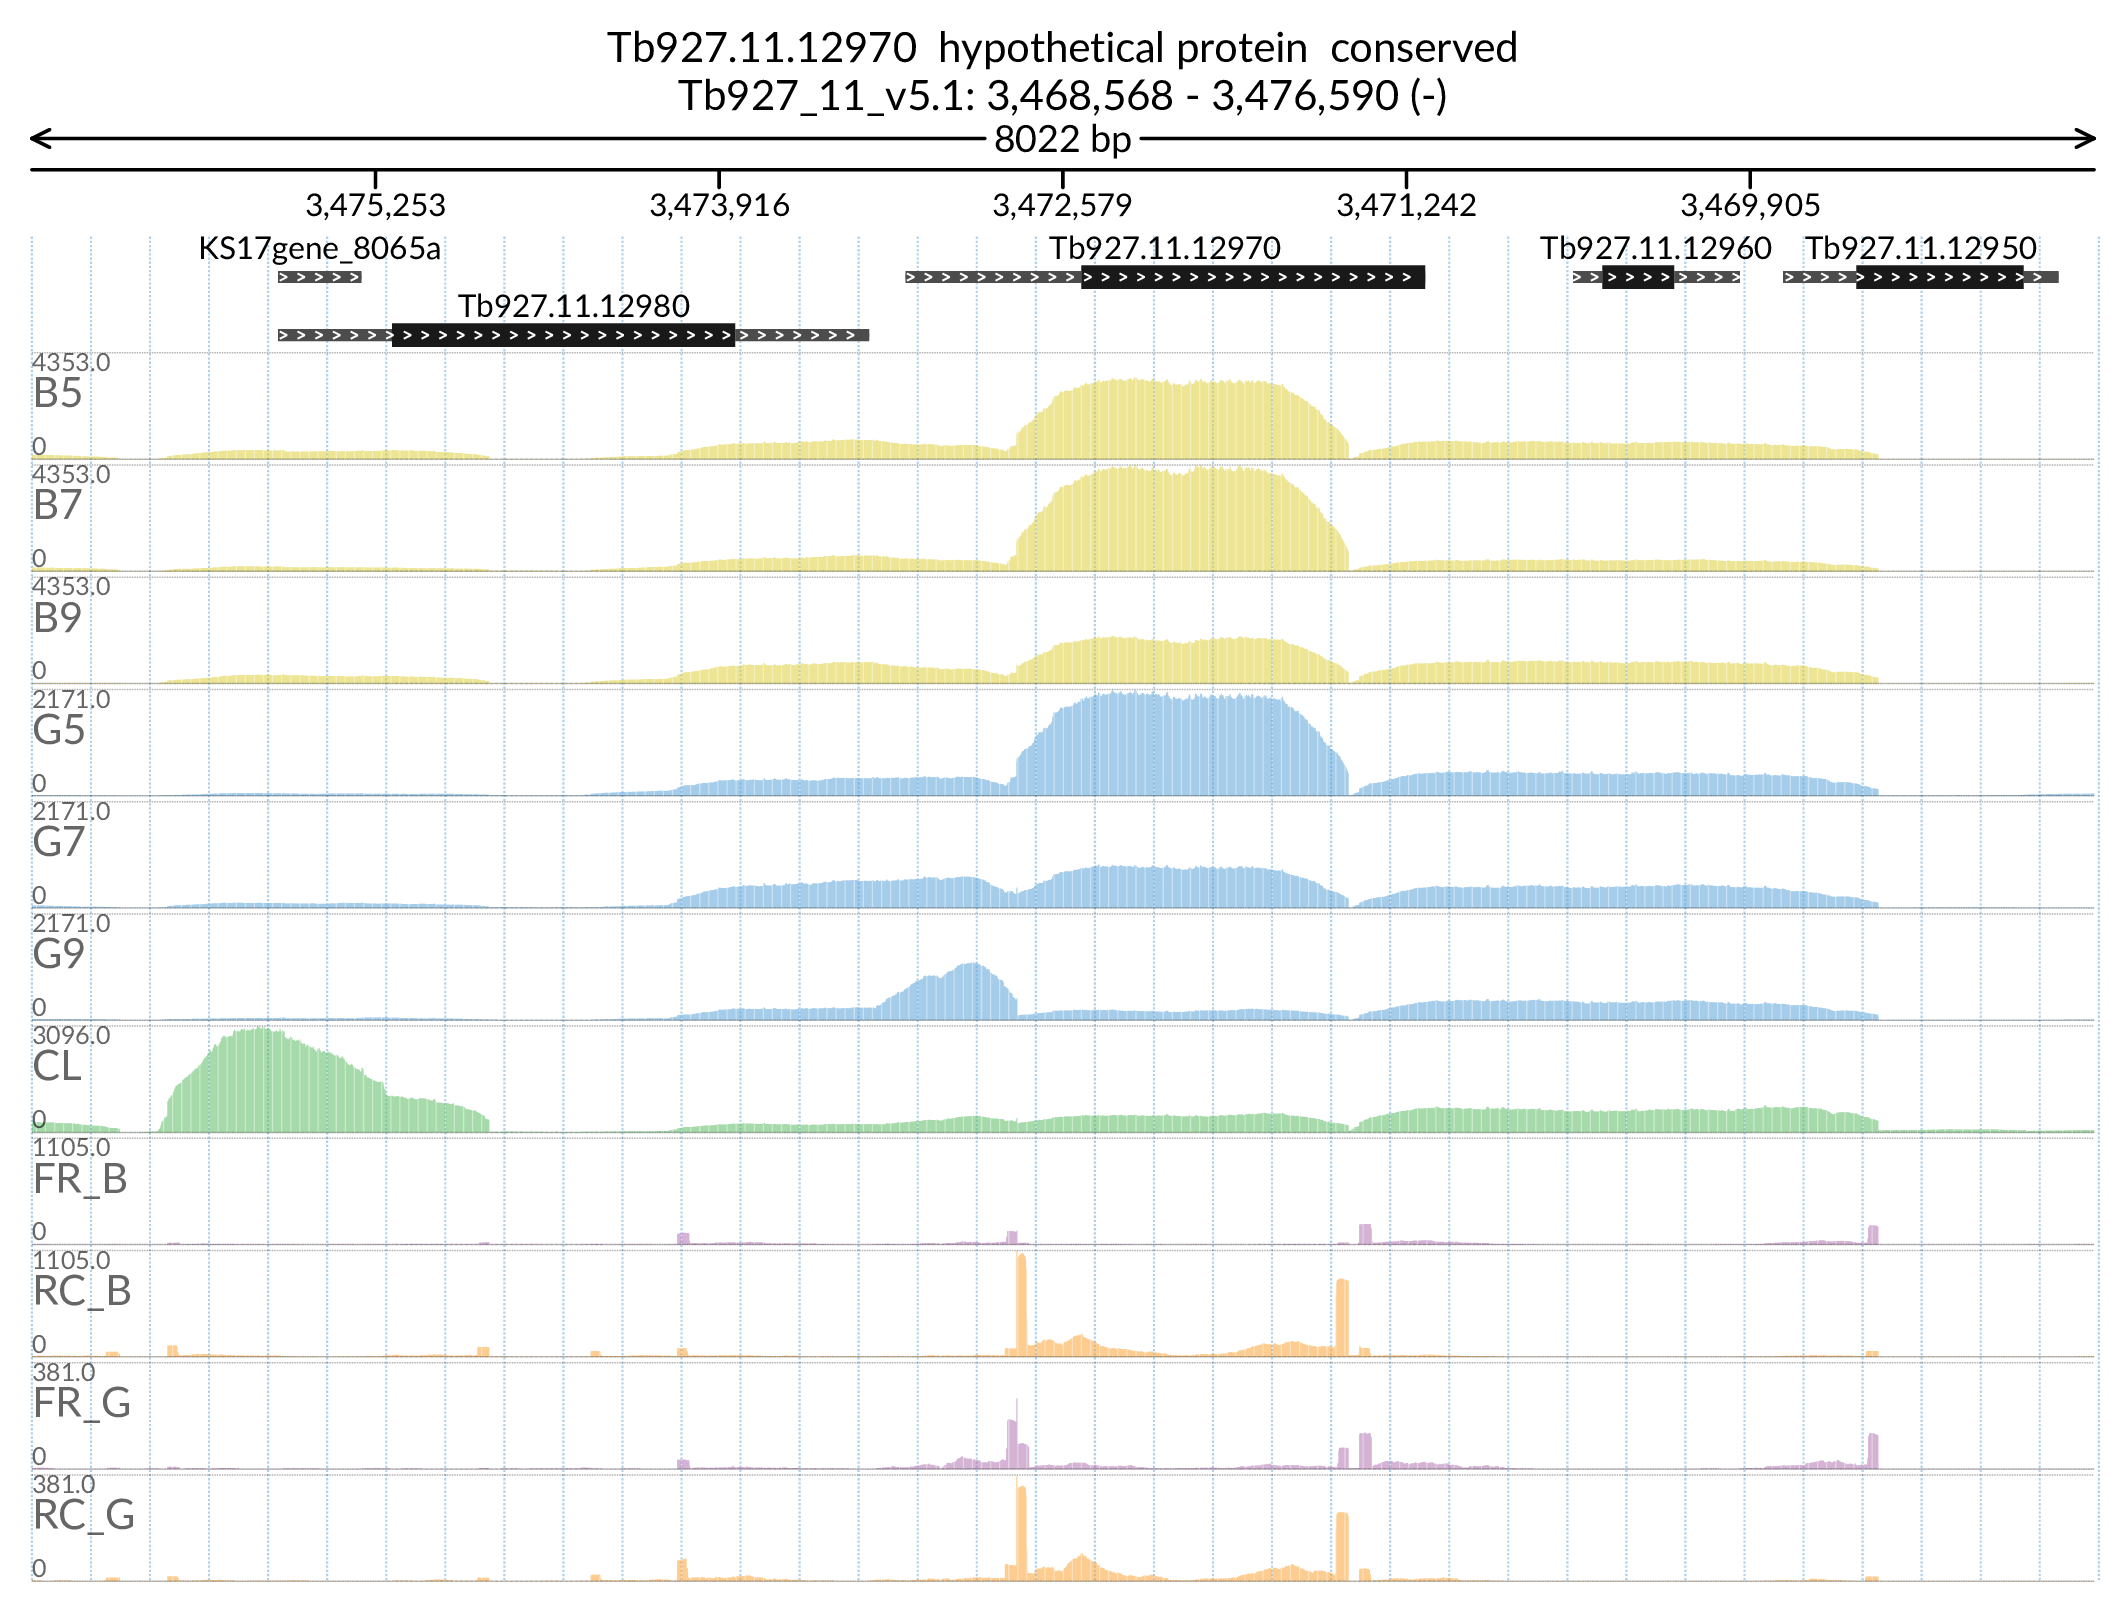 Tb927.11.12970  hypothetical protein  conserved
Tb927_11_v5.1: 3,468,568 - 3,476,590 (-)
8022 bp
3,475,253 3,473,916 3,472,579 3,471,242 3,469,905
KS17gene_8065a Tb927.11.12970 Tb927.11.12960 Tb927.11.12950
Tb927.11.12980
4353.0
B5
0
4353.0
B7
0
4353.0
B9
0
2171.0
G5
0
2171.0
G7
0
2171.0
G9
0
3096.0
CL
0
1105.0
FR_B
0
1105.0
RC_B
0
381.0
FR_G
0
381.0
RC_G
0